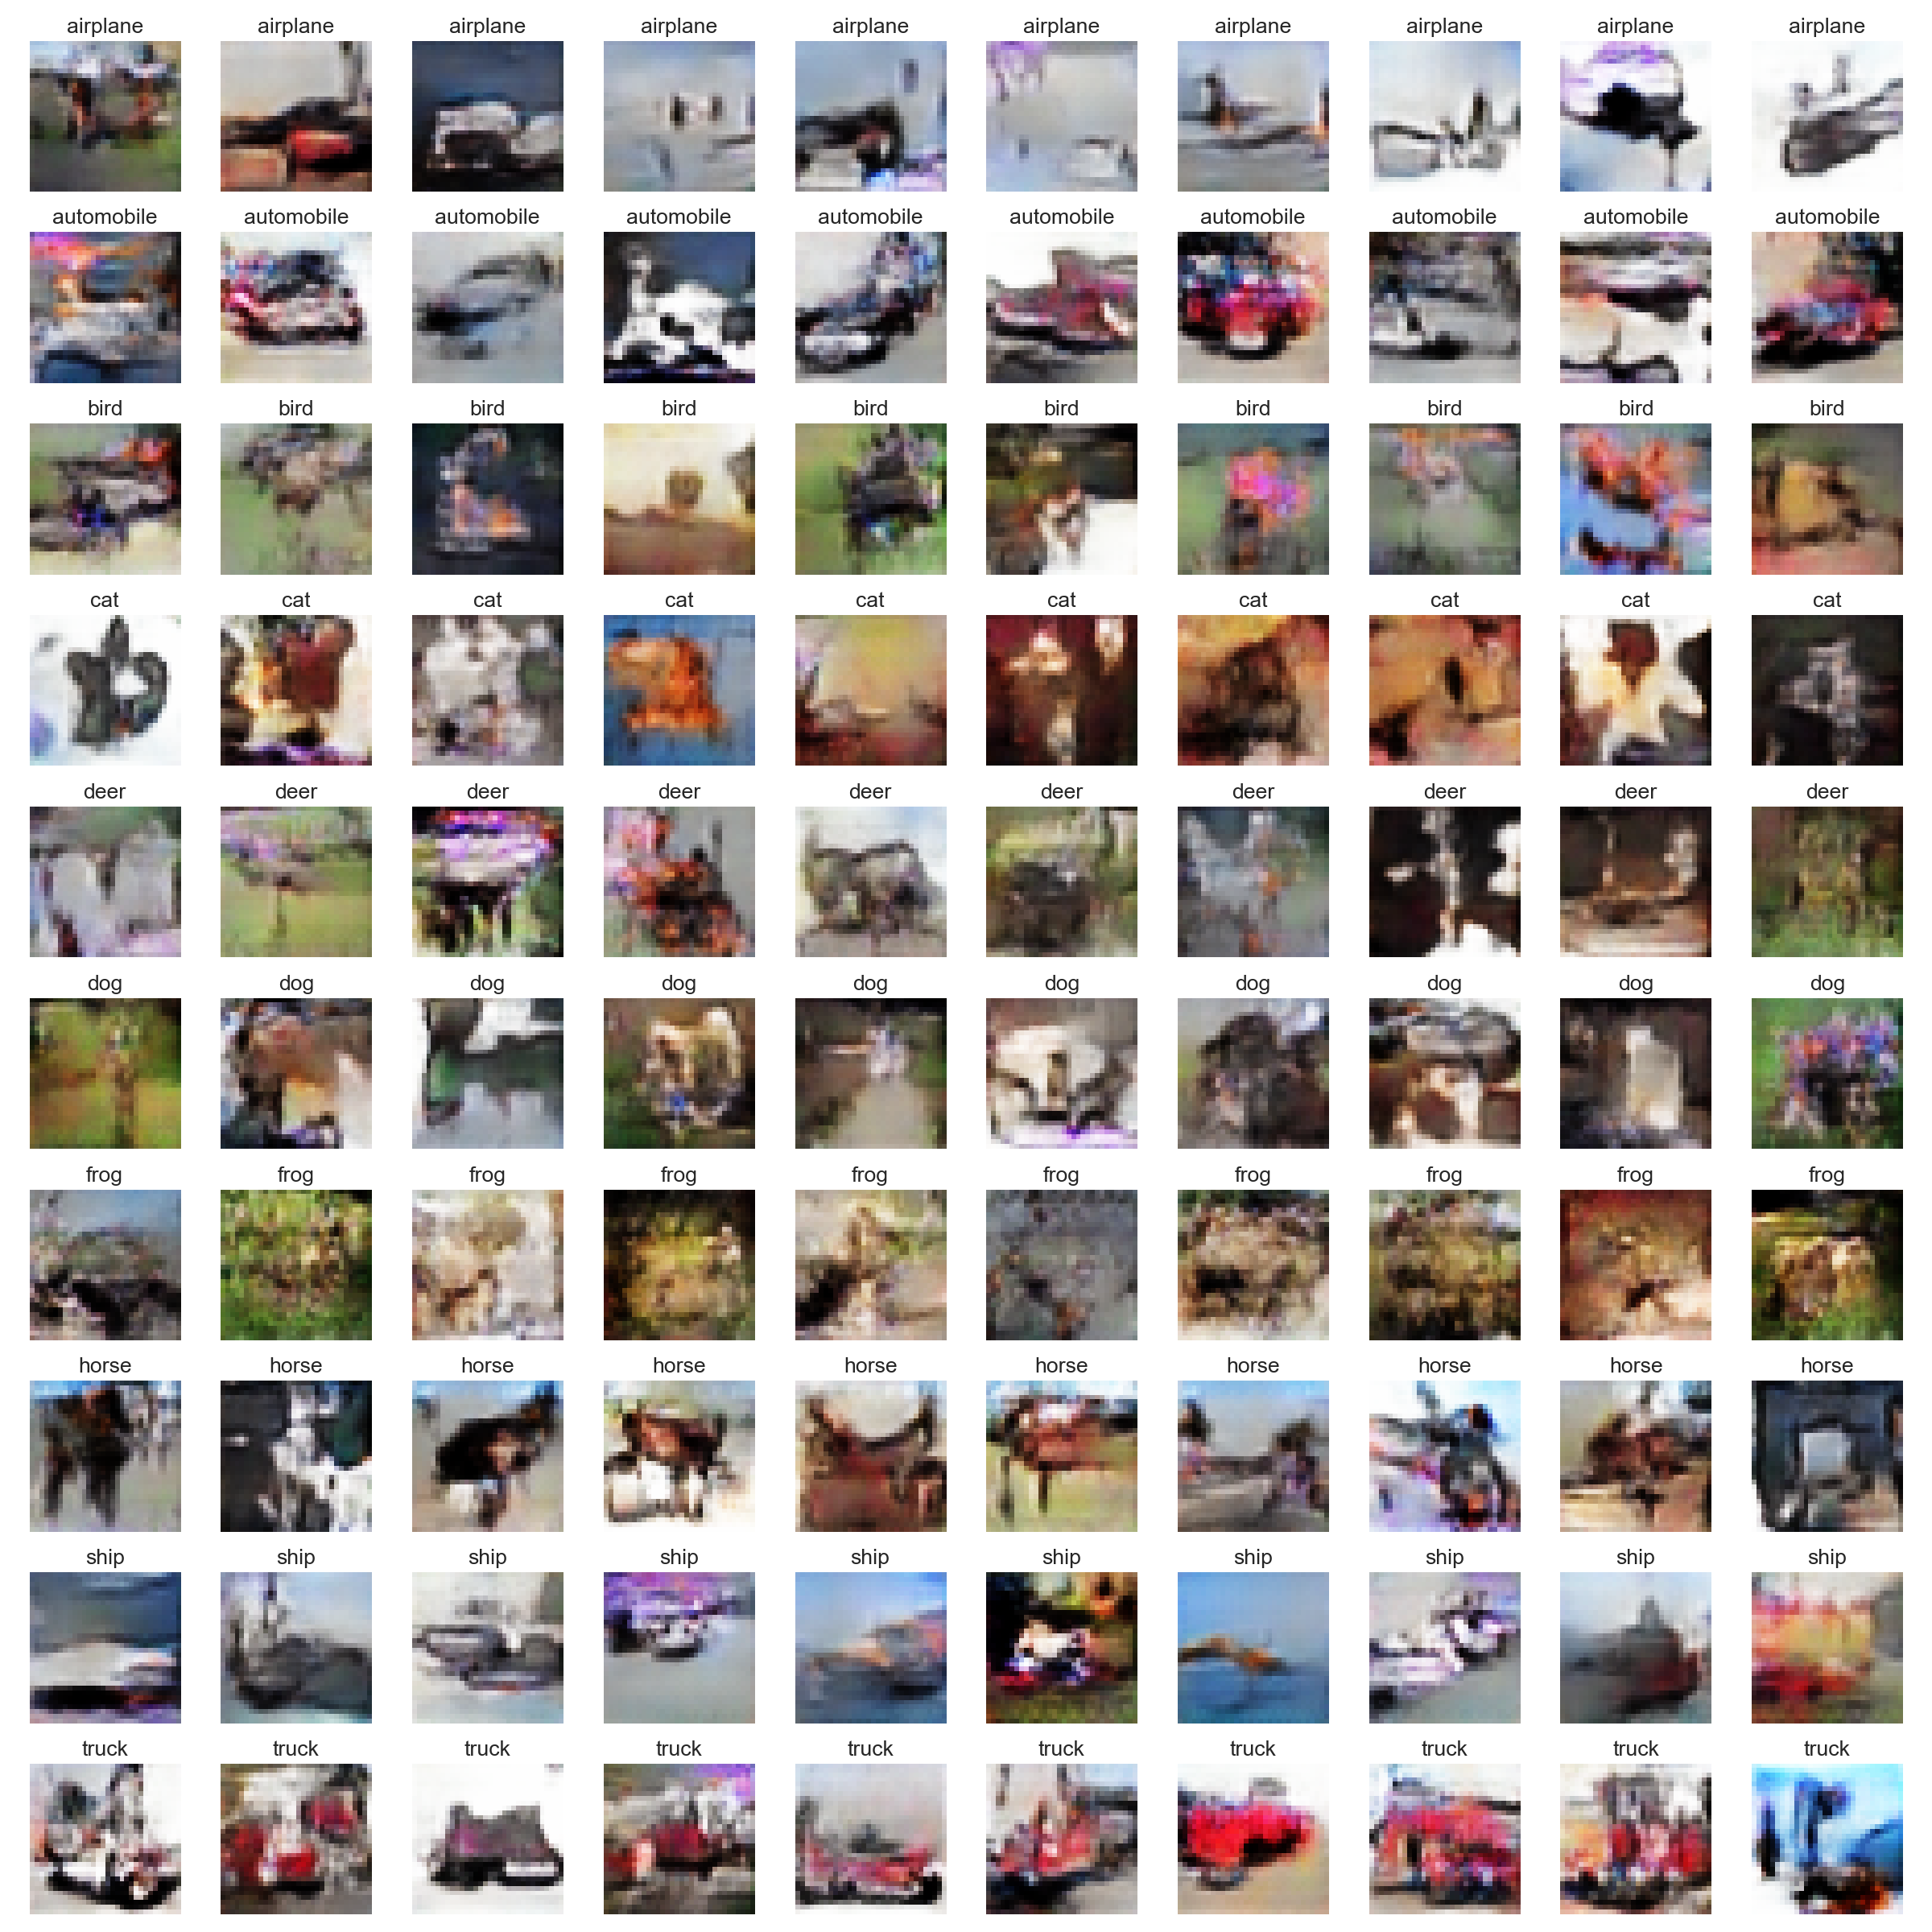 airplane airplane airplane airplane airplane airplane airplane airplane airplane airplane
automobile automobile automobile automobile automobile automobile automobile automobile automobile automobile
bird bird bird bird bird bird bird bird bird bird
cat cat cat cat cat cat cat cat cat cat
deer deer deer deer deer deer deer deer deer deer
dog dog dog dog dog dog dog dog dog dog
frog frog frog frog frog frog frog frog frog frog
horse horse horse horse horse horse horse horse horse horse
ship ship ship ship ship ship ship ship ship ship
truck truck truck truck truck truck truck truck truck truck